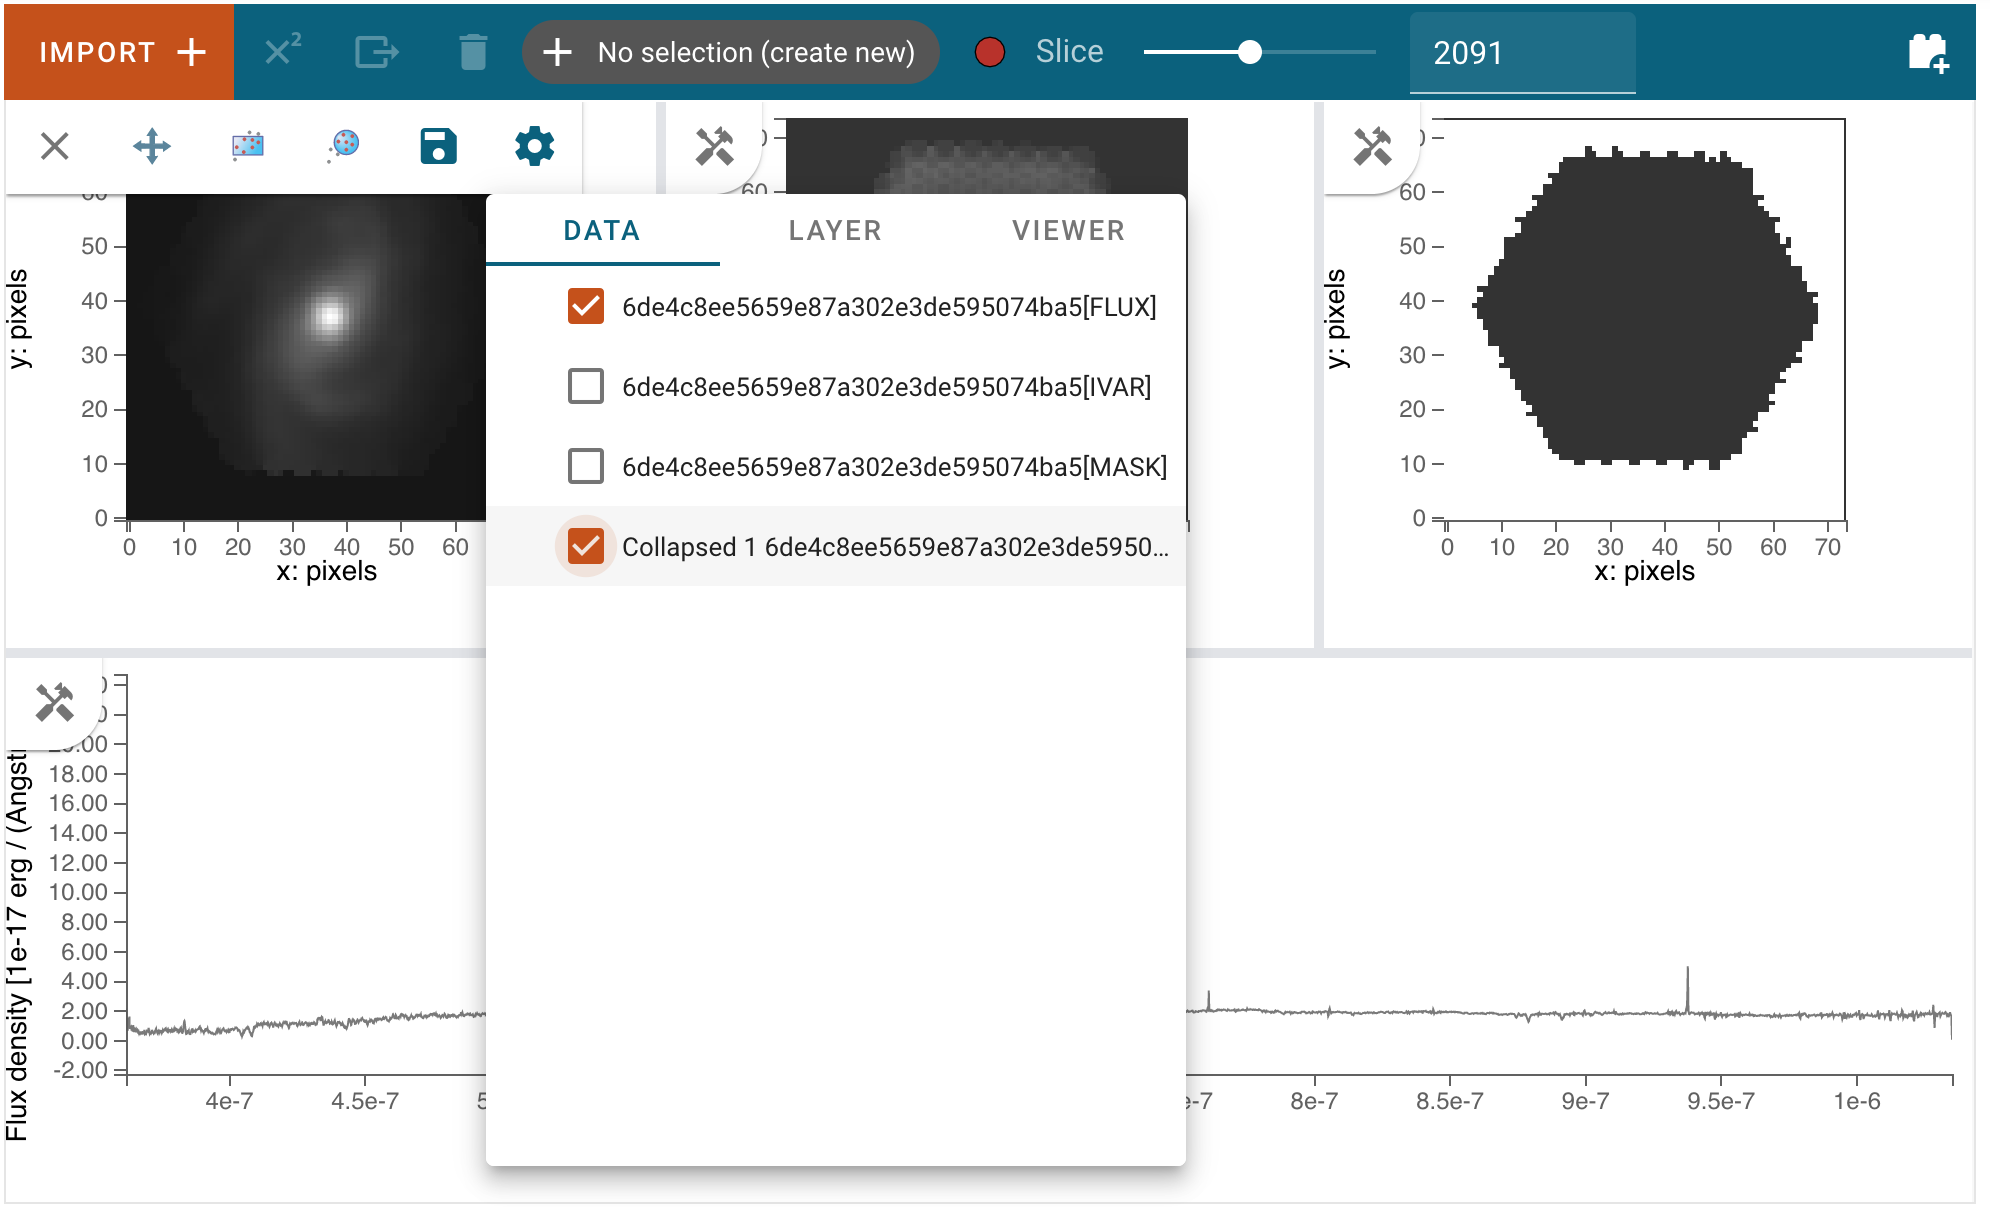 IMPORT
X²
No selection (create new)
Slice
2091
DATA
LAYER
VIEWER
6de4c8ee5659e87a302e3de595074ba5[FLUX]
6de4c8ee5659e87a302e3de595074ba5[IVAR]
6de4c8ee5659e87a302e3de595074ba5[MASK]
Collapsed 1 6de4c8ee5659e87a302e3de5950...
y: pixels
50
40
30
20
10
0
0 10 20 30 40 50 60
x: pixels
60
y: pixels
60
50
40
30
20
10
0
0 10 20 30 40 50 60 70
x: pixels
Flux density [1e-17 erg / (Angst
18.00
16.00
14.00
12.00
10.00
8.00
6.00
4.00
2.00
0.00
-2.00
4e-7 4.5e-7 5 e-7 8e-7 8.5e-7 9e-7 9.5e-7 1e-6